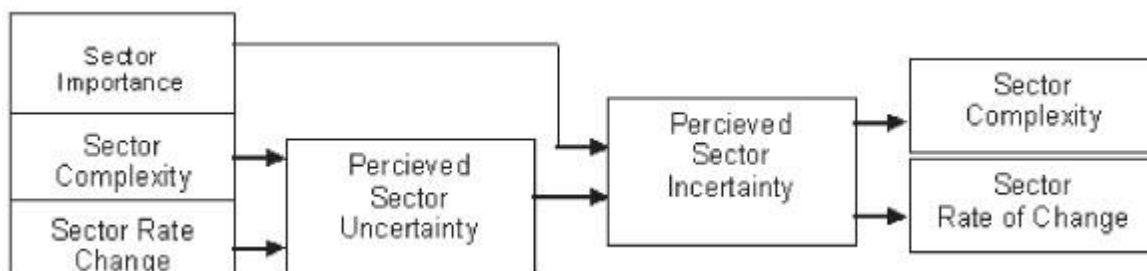 Sector
Importance
Sector
Complexity
Sector Rate
Change
Percieved
Sector
Uncertainty
Percieved
Sector
Incertainty
Sector
Complexity
Sector
Rate of Change